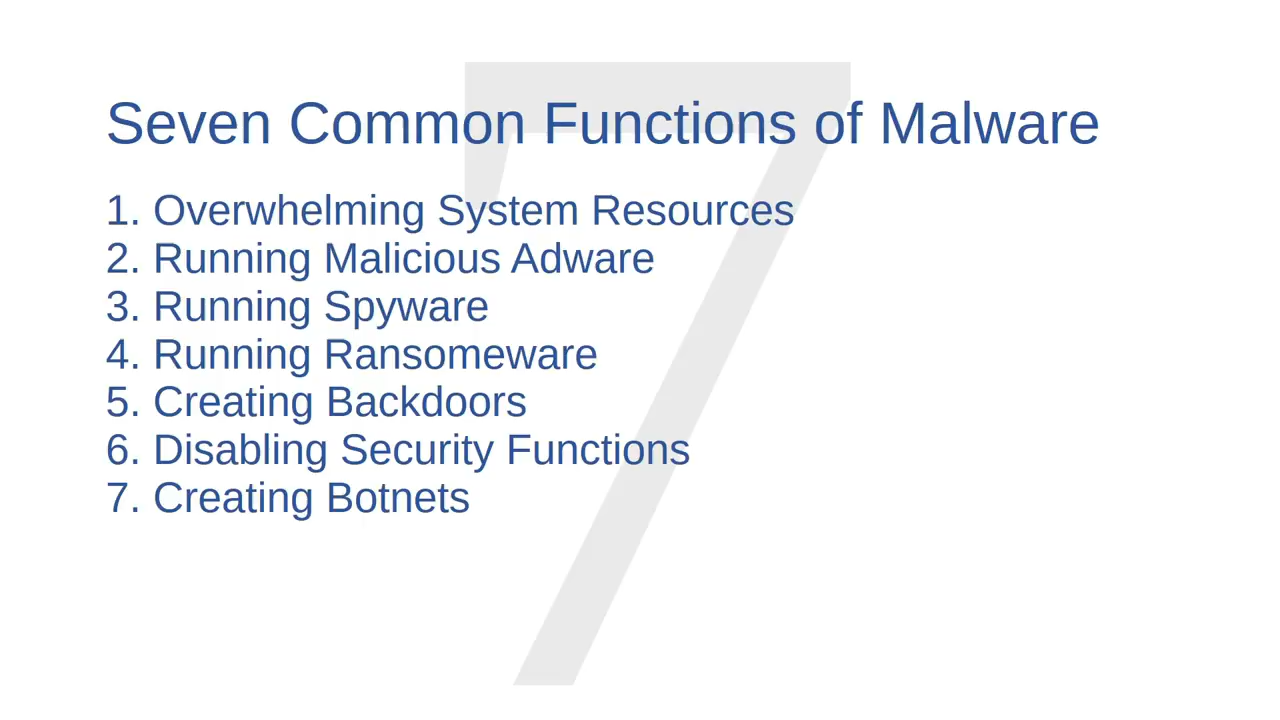 Seven Common Functions of Malware
1. Overwhelming System Resources
2. Running Malicious Adware
3. Running Spyware
4. Running Ransomeware
5. Creating Backdoors
6. Disabling Security Functions
7. Creating Botnets
7